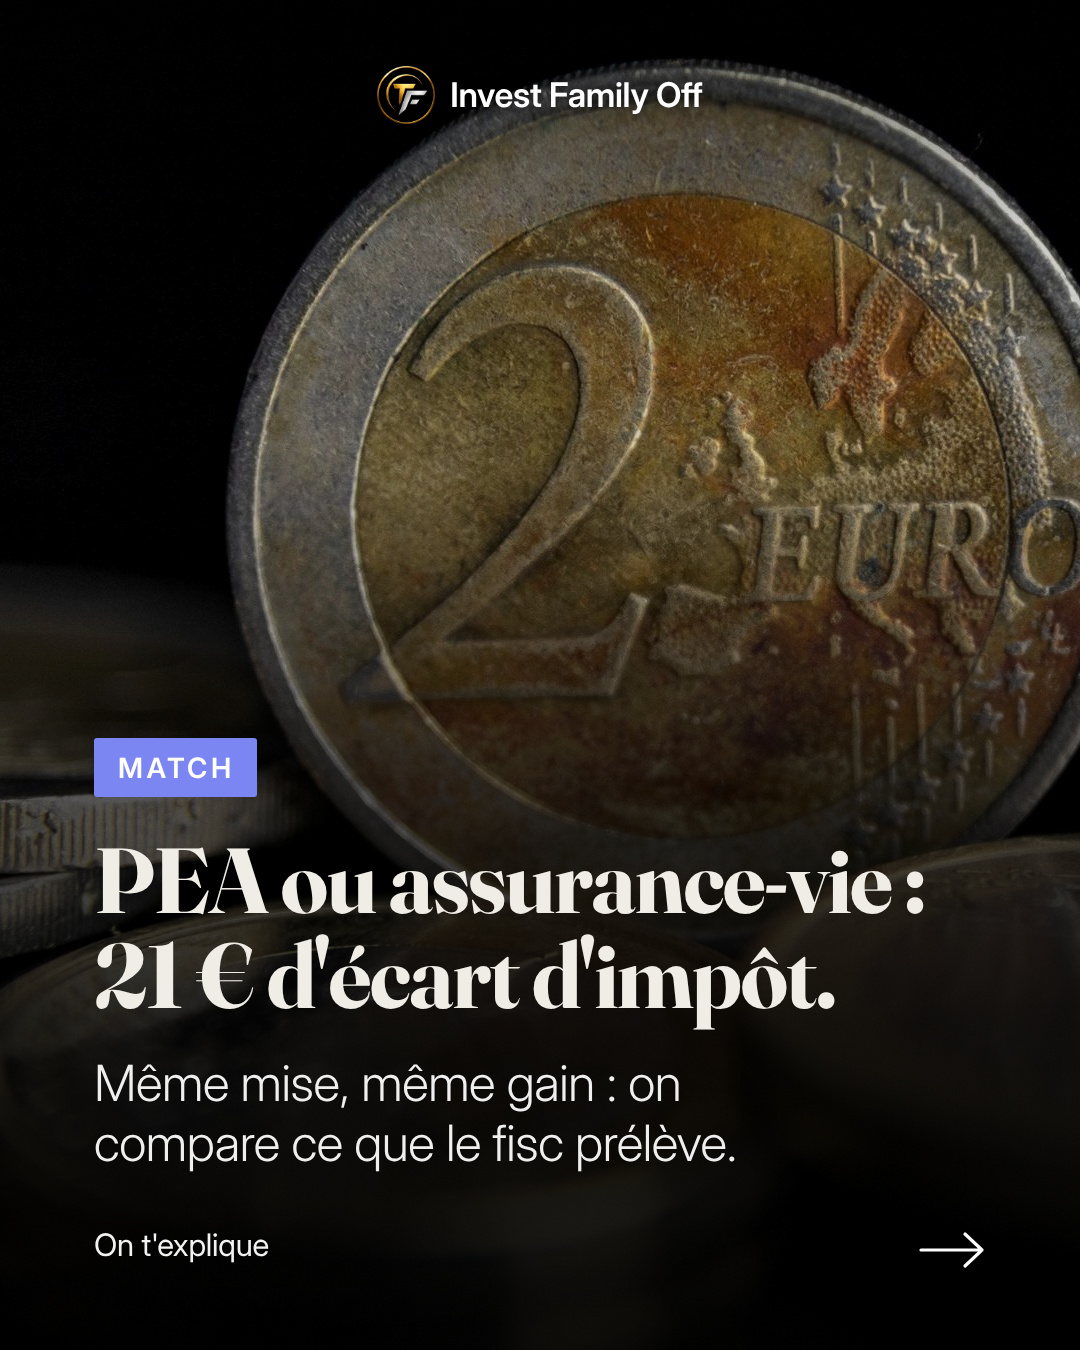 Invest Family Off
2 EURO
MATCH
PEA ou assurance-vie :
21 € d'écart d'impôt.
Même mise, même gain : on
compare ce que le fisc prélève.
On t'explique